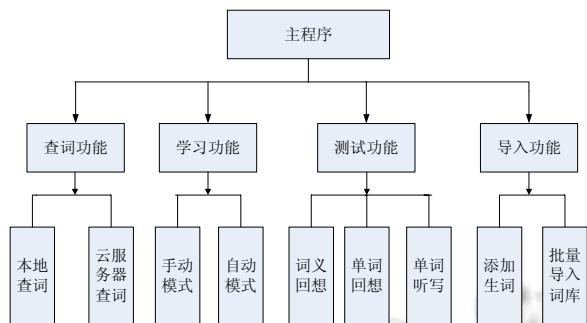 主程序
查词功能
学习功能
测试功能
导入功能
本地
查词
云服
务器
查词
手动
模式
自动
模式
词义
回想
单词
回想
单词
听写
添加
生词
批量
导入
词库